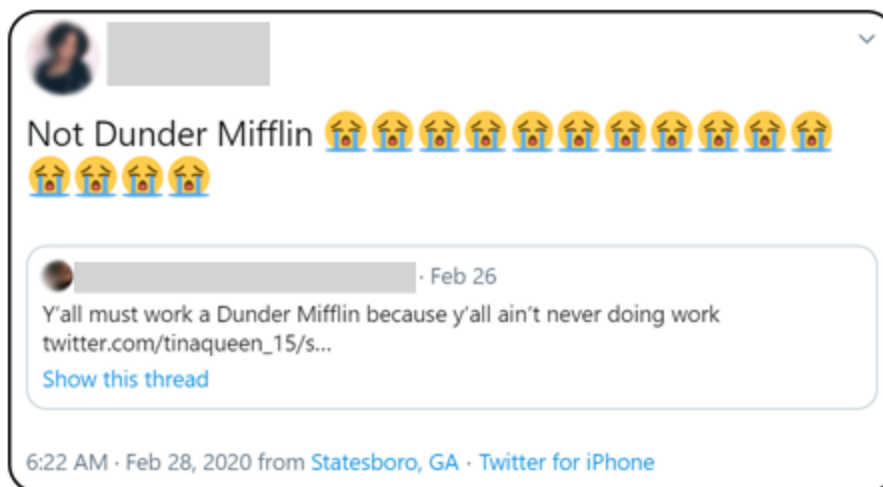 Not Dunder Mifflin 😭😭😭😭😭😭😭😭😭😭😭
😭😭😭😭
· Feb 26
Y'all must work a Dunder Mifflin because y'all ain't never doing work
twitter.com/tinaqueen_15/s...
Show this thread
6:22 AM · Feb 28, 2020 from Statesboro, GA · Twitter for iPhone